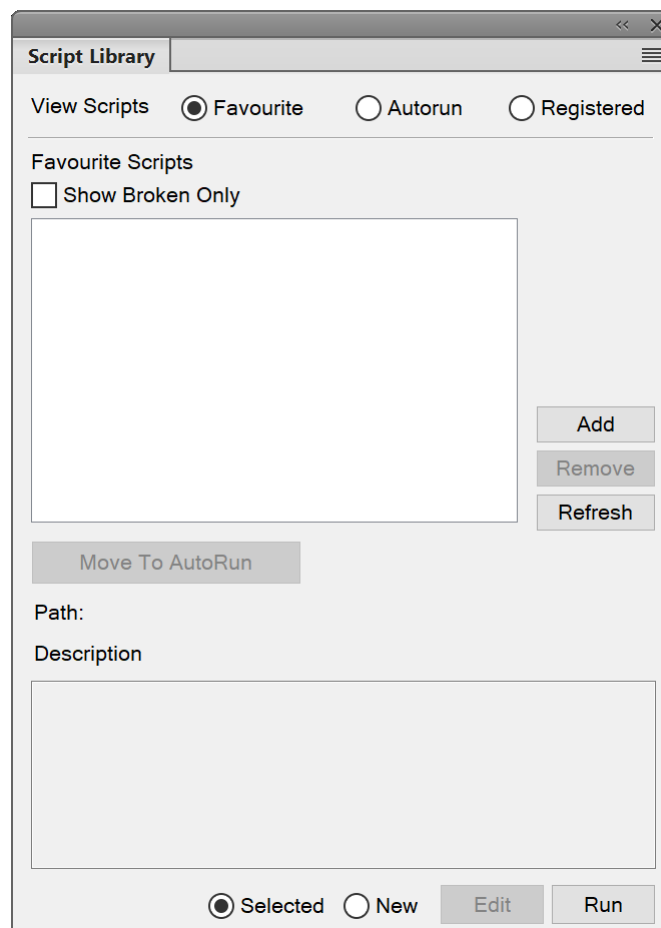 Script Library
View Scripts Favourite Autorun Registered
Favourite Scripts
Show Broken Only
Add
Remove
Refresh
Move To AutoRun
Path:
Description
Selected New Edit Run